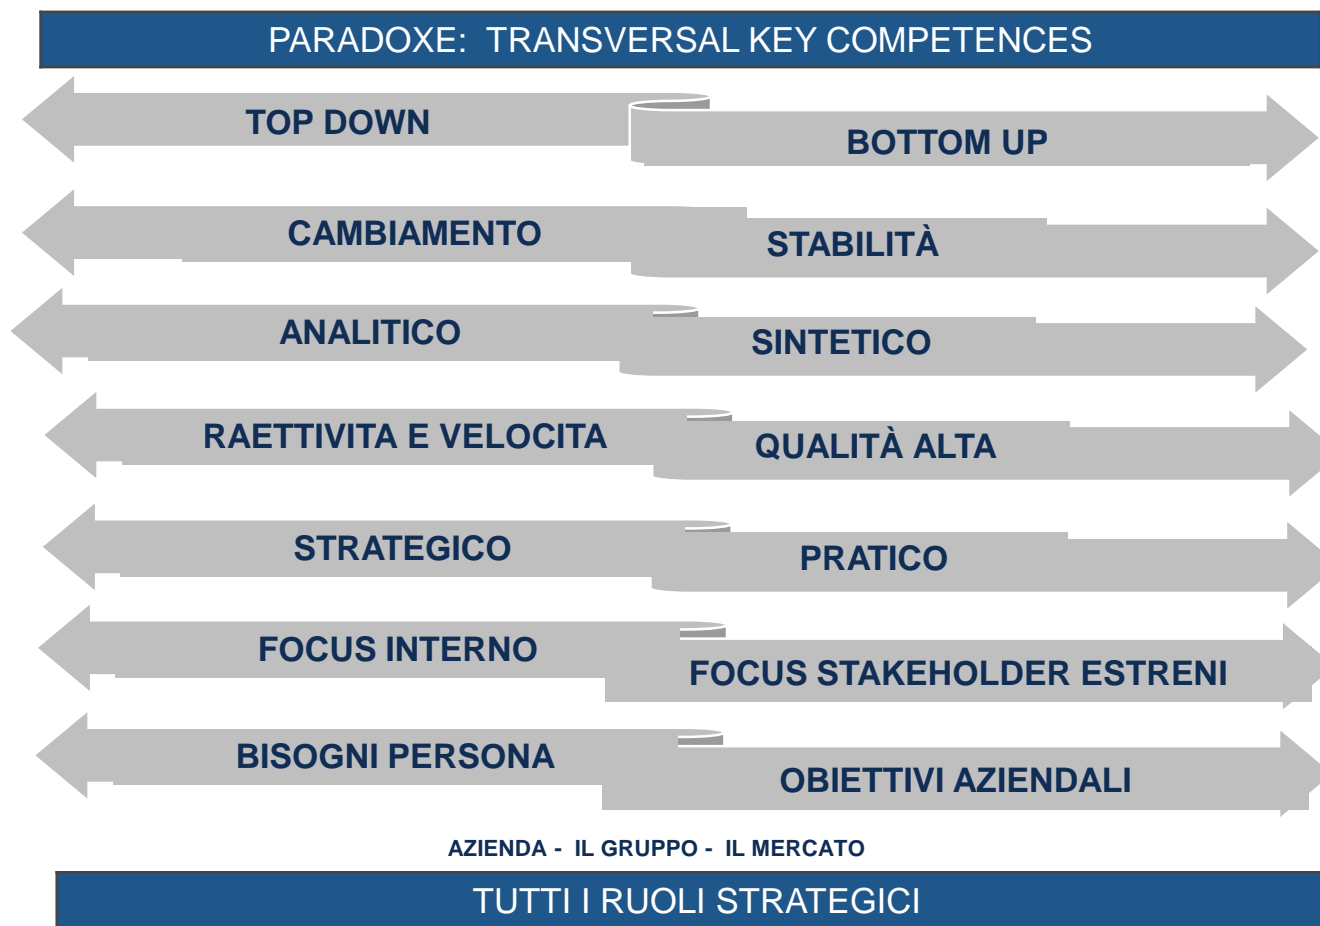 PARADOXE: TRANSVERSAL KEY COMPETENCES
TOP DOWN
BOTTOM UP
CAMBIAMENTO
STABILITÀ
ANALITICO
SINTETICO
RAETTIVITA E VELOCITA
QUALITÀ ALTA
STRATEGICO
PRATICO
FOCUS INTERNO
FOCUS STAKEHOLDER ESTRENI
BISOGNI PERSONA
OBIETTIVI AZIENDALI
AZIENDA - IL GRUPPO - IL MERCATO
TUTTI I RUOLI STRATEGICI